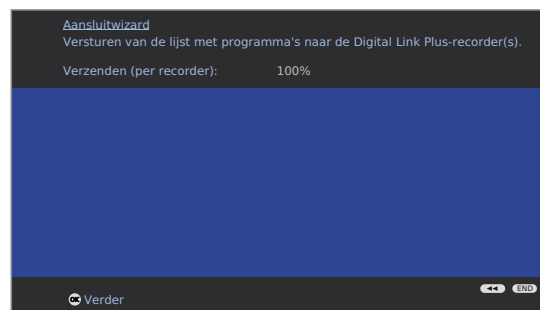 Aansluitwizard
Versturen van de lijst met programma's naar de Digital Link Plus-recorder(s).
Verzenden (per recorder): 100%
END
OK Verder